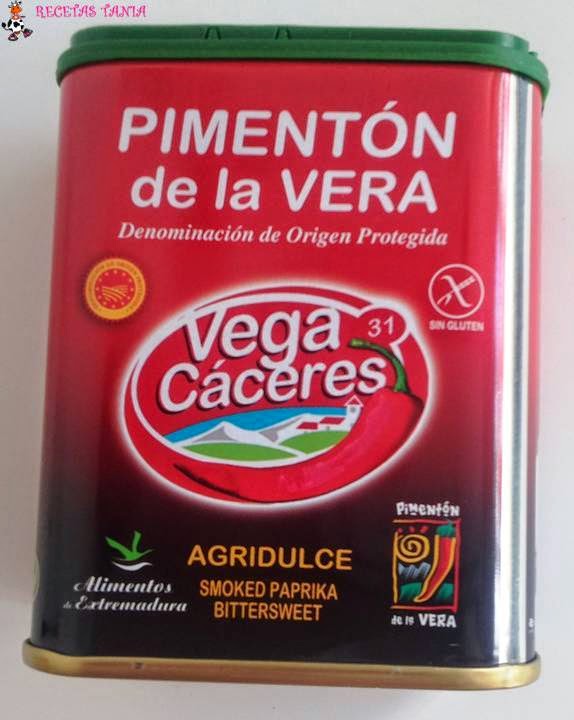 RECETAS TANIA
PIMENTÓN
de la VERA
Denominación de Origen Protegida
SIN GLUTEN
Vega 31
Cáceres
Pimentón
de la VERA
AGRIDULCE
SMOKED PAPRIKA
BITTERSWEET
Alimentos
de Extremadura